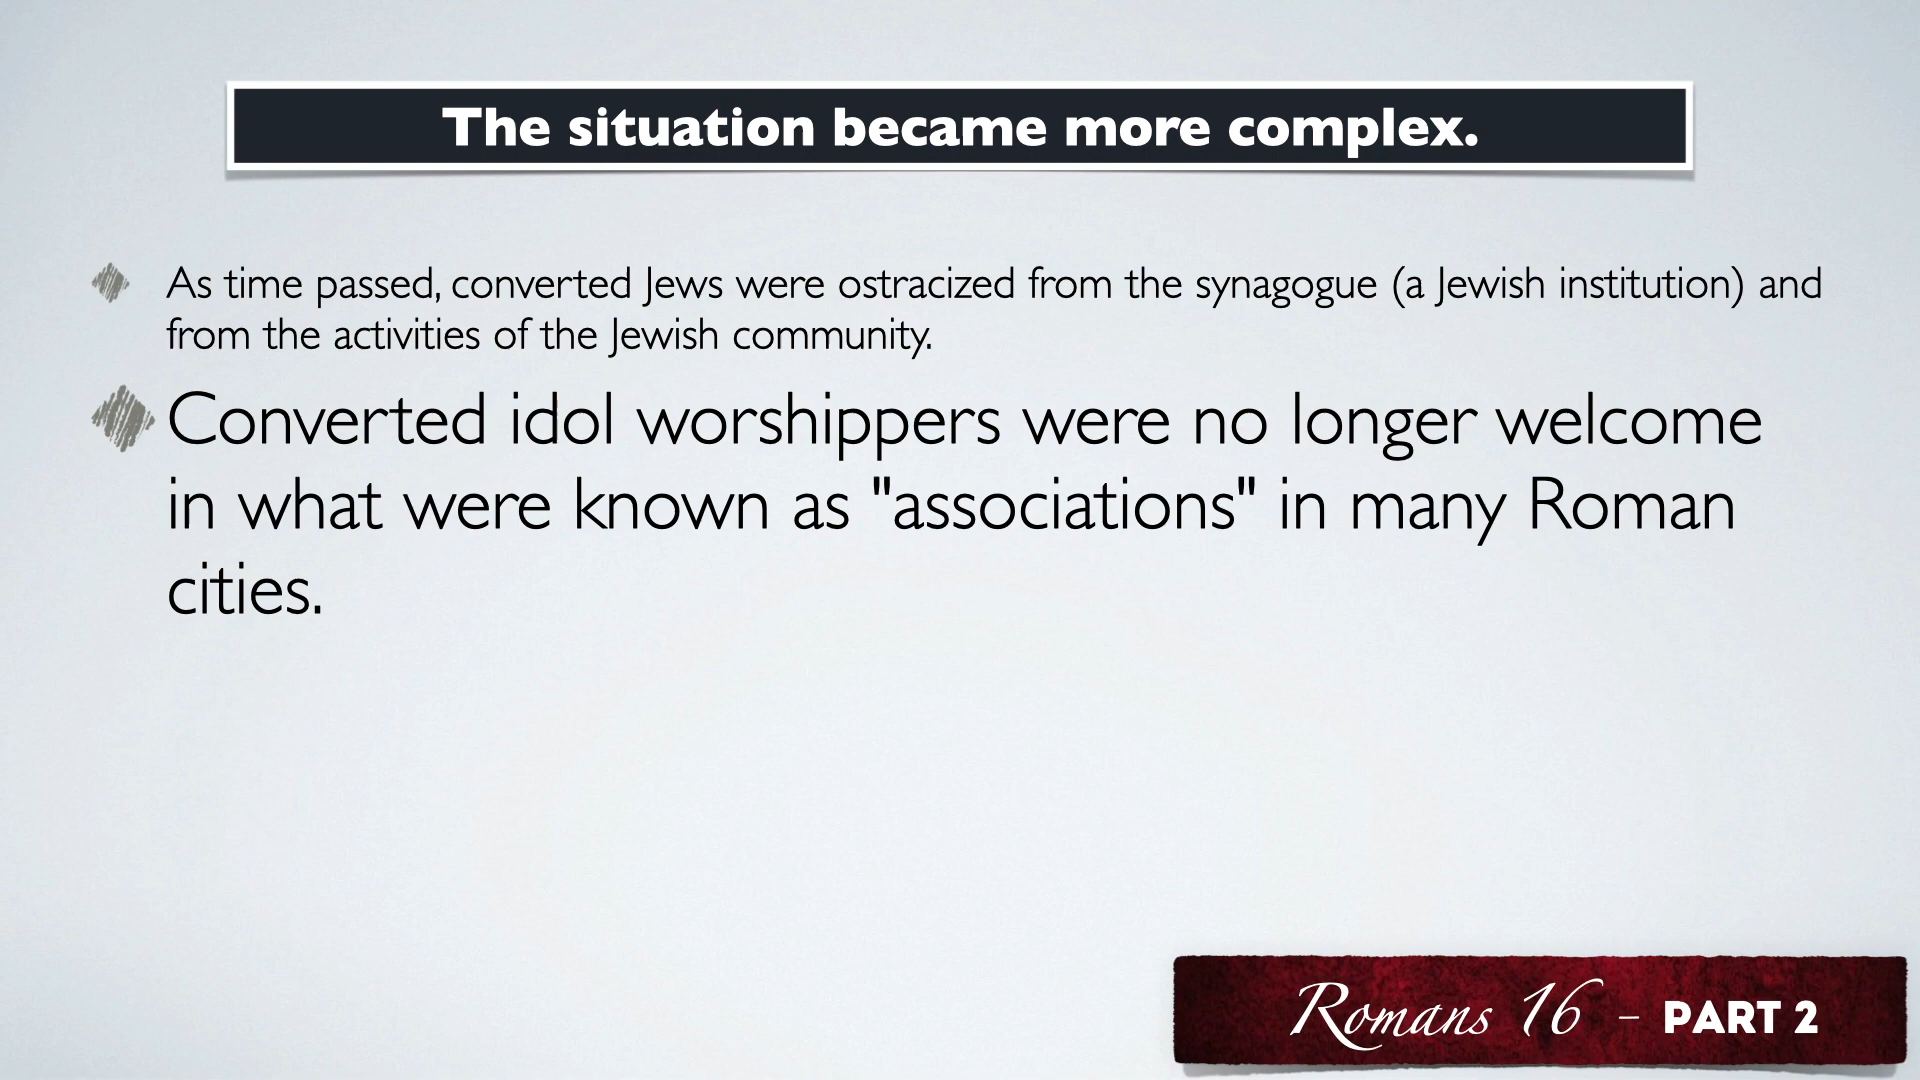 The situation became more complex.
As time passed, converted Jews were ostracized from the synagogue (a Jewish institution) and
from the activities of the Jewish community.
Converted idol worshippers were no longer welcome
in what were known as "associations" in many Roman
cities.
Romans 16 – PART 2